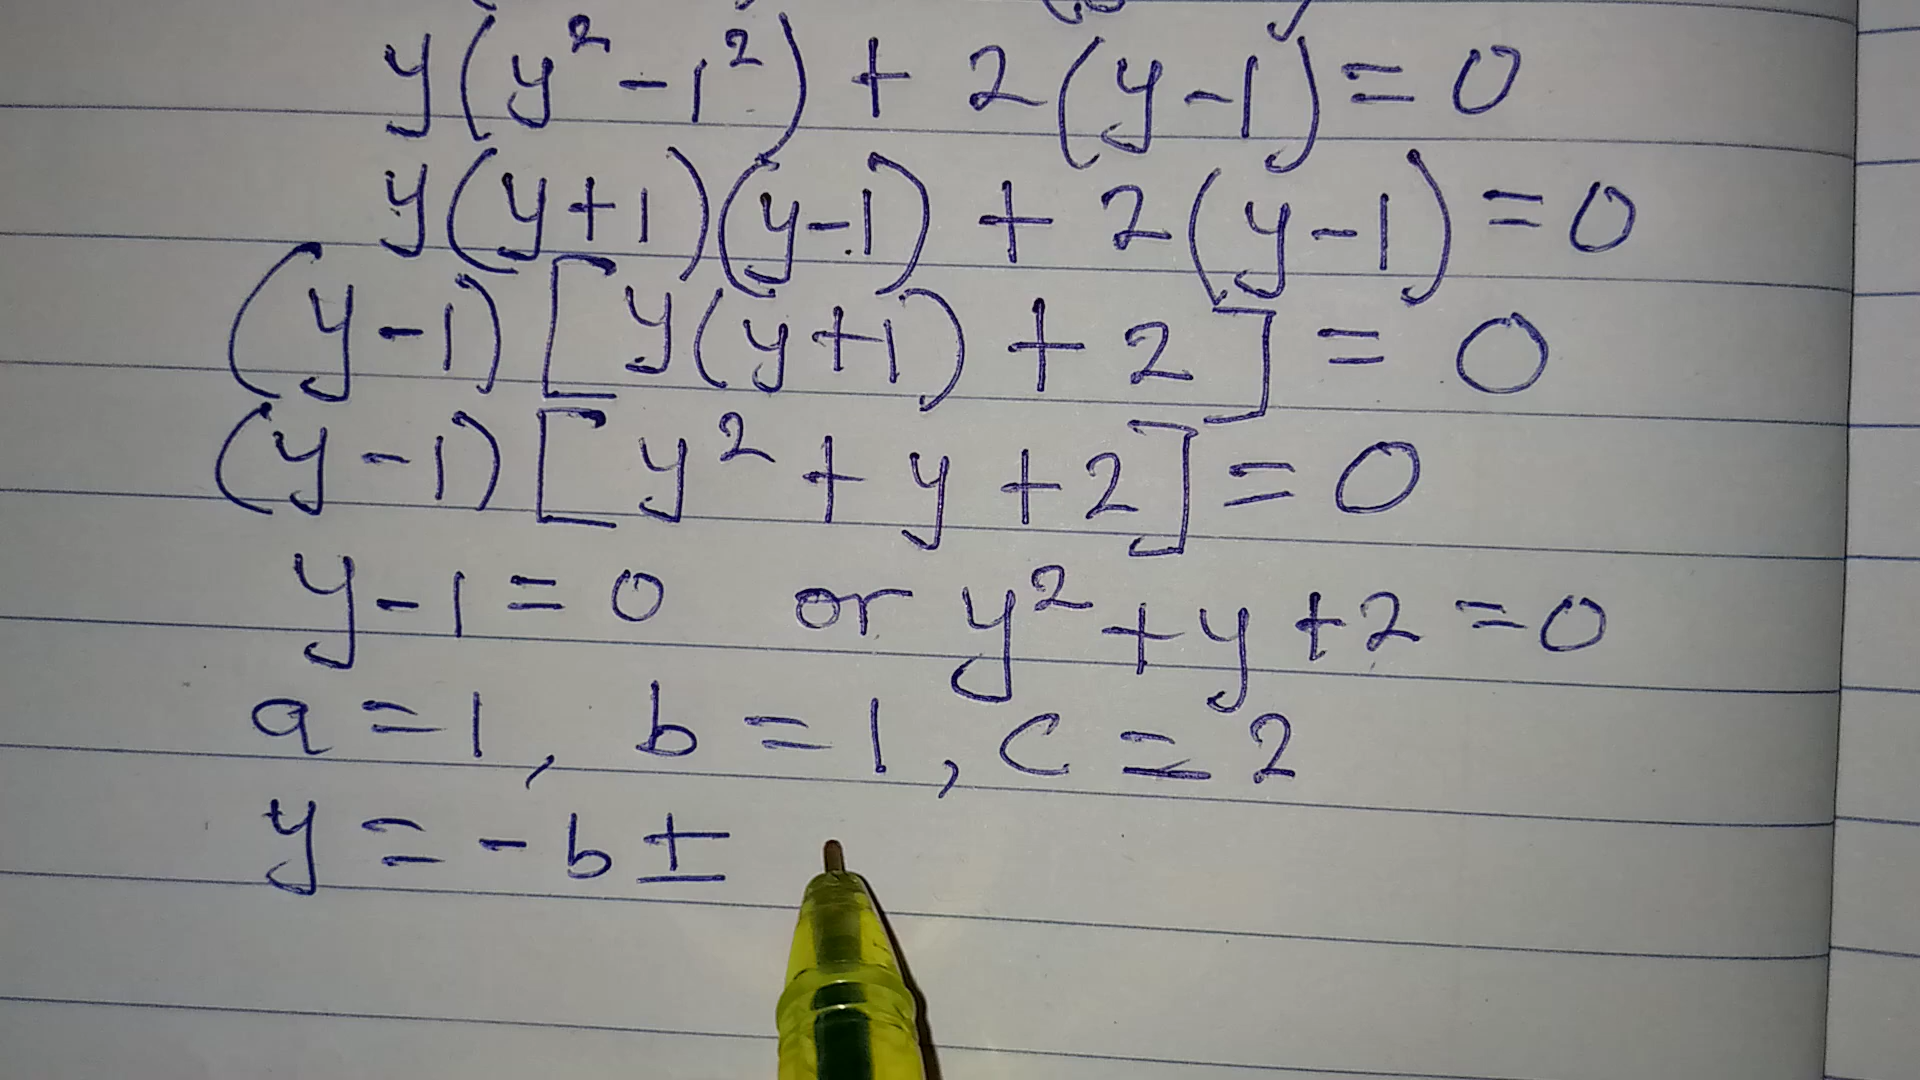 y(y²-1²) + 2(y-1) = 0
y(y+1)(y-1) + 2(y-1) = 0
(y-1)[y(y+1) + 2] = 0
(y-1)[y² + y + 2] = 0
y-1 = 0 or y² + y + 2 = 0
a = 1, b = 1, c = 2
y = -b ±